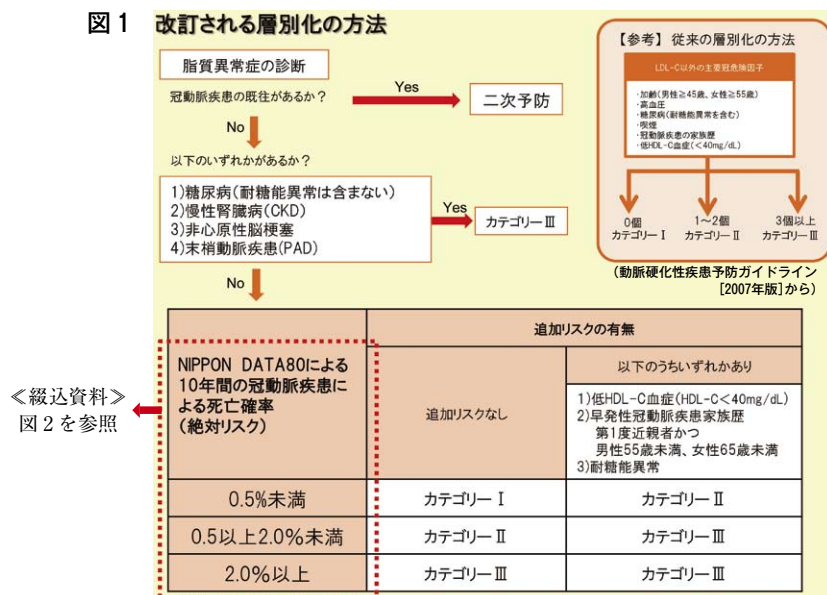 図1 改訂される層別化の方法
脂質異常症の診断
冠動脈疾患の既往があるか?
Yes
二次予防
No
以下のいずれかがあるか?
1)糖尿病(耐糖能異常は含まない)
2)慢性腎臓病(CKD)
3)非心原性脳梗塞
4)末梢動脈疾患(PAD)
Yes
カテゴリーⅢ
No
【参考】 従来の層別化の方法
LDL-C以外の主要冠危険因子
・加齢(男性≧45歳、女性≧55歳)
・高血圧
・糖尿病(耐糖能異常を含む)
・喫煙
・冠動脈疾患の家族歴
・低HDL-C血症(<40mg/dL)
0個
カテゴリーⅠ
1~2個
カテゴリーⅡ
3個以上
カテゴリーⅢ
(動脈硬化性疾患予防ガイドライン
[2007年版]から)
≪綴込資料≫
図2を参照
NIPPON DATA80による
10年間の冠動脈疾患に
よる死亡確率
(絶対リスク)
追加リスクの有無
追加リスクなし
以下のうちいずれかあり
1)低HDL-C血症(HDL-C<40mg/dL)
2)早発性冠動脈疾患家族歴
第1度近親者かつ
男性55歳未満、女性65歳未満
3)耐糖能異常
0.5%未満 カテゴリーⅠ カテゴリーⅡ
0.5以上2.0%未満 カテゴリーⅡ カテゴリーⅢ
2.0%以上 カテゴリーⅢ カテゴリーⅢ